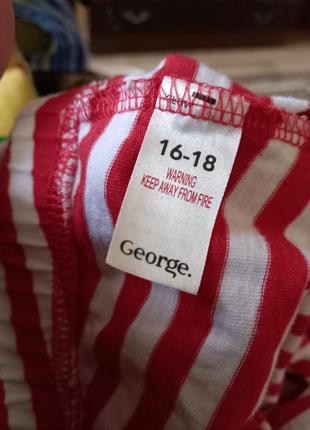 16-18
WARNING
KEEP AWAY FROM FIRE
George.